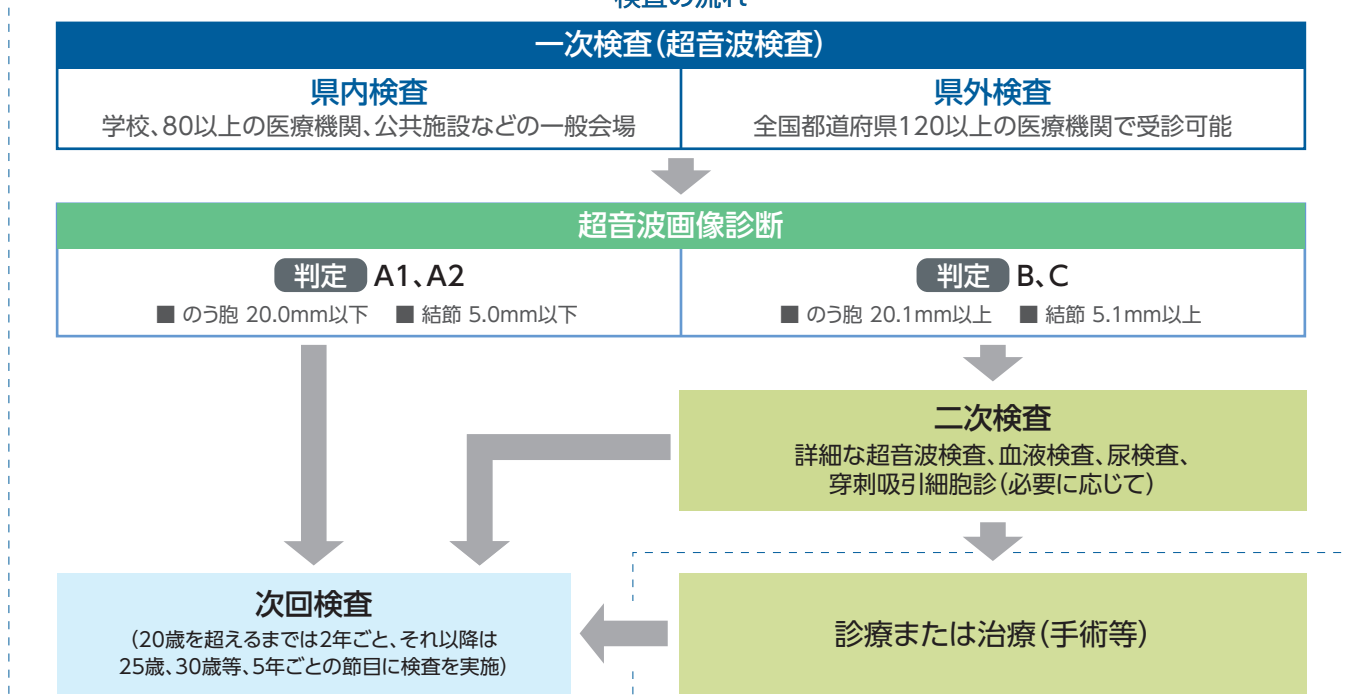 検査の流れ
一次検査（超音波検査）
県内検査
学校、80以上の医療機関、公共施設などの一般会場
県外検査
全国都道府県120以上の医療機関で受診可能
超音波画像診断
判定 A1、A2
■ のう胞 20.0mm以下 ■ 結節 5.0mm以下
判定 B、C
■ のう胞 20.1mm以上 ■ 結節 5.1mm以上
二次検査
詳細な超音波検査、血液検査、尿検査、
穿刺吸引細胞診（必要に応じて）
次回検査
（20歳を超えるまでは2年ごと、それ以降は
25歳、30歳等、5年ごとの節目に検査を実施）
診療または治療（手術等）